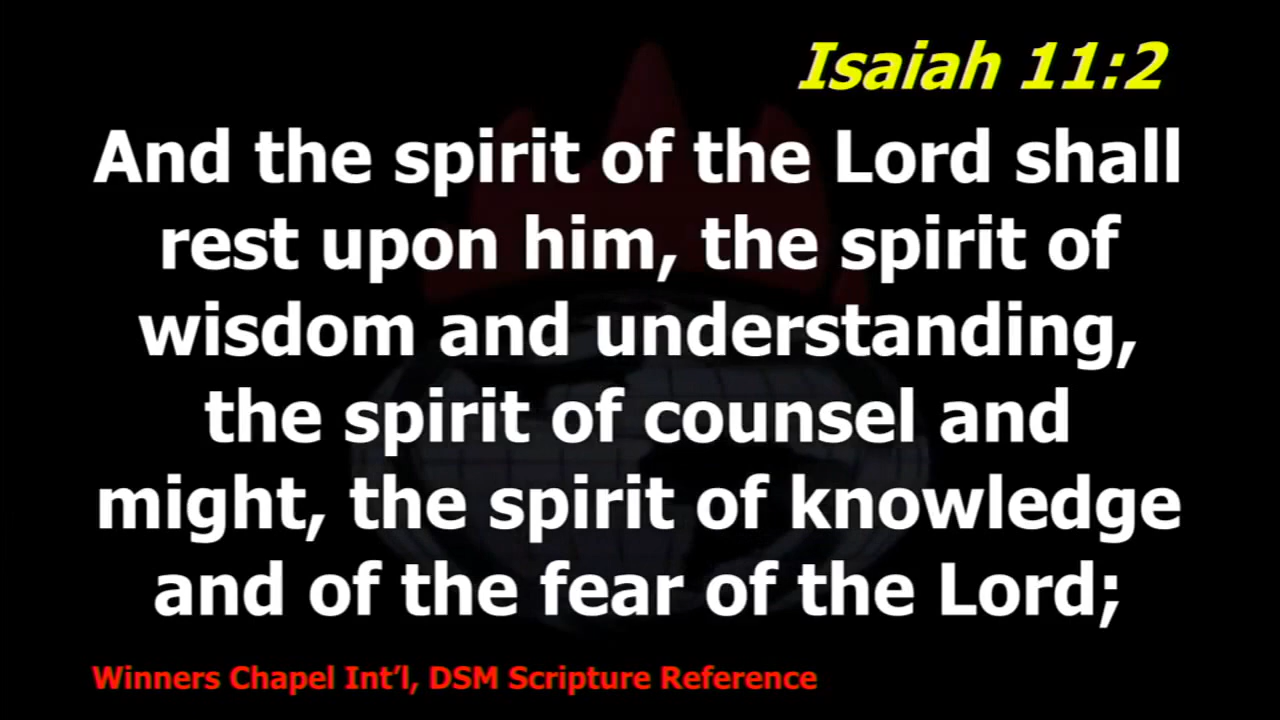 Isaiah 11:2
And the spirit of the Lord shall
rest upon him, the spirit of
wisdom and understanding,
the spirit of counsel and
might, the spirit of knowledge
and of the fear of the Lord;
Winners Chapel Int’l, DSM Scripture Reference